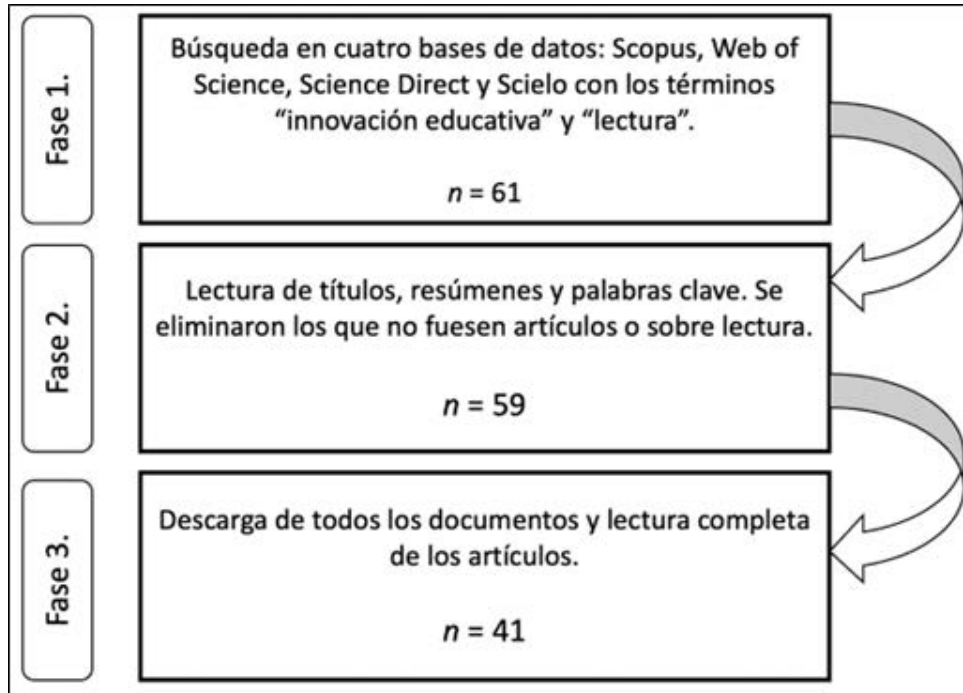 Fase 1.
Búsqueda en cuatro bases de datos: Scopus, Web of
Science, Science Direct y Scielo con los términos
“innovación educativa” y “lectura”.
n = 61
Fase 2.
Lectura de títulos, resúmenes y palabras clave. Se
eliminaron los que no fuesen artículos o sobre lectura.
n = 59
Fase 3.
Descarga de todos los documentos y lectura completa
de los artículos.
n = 41